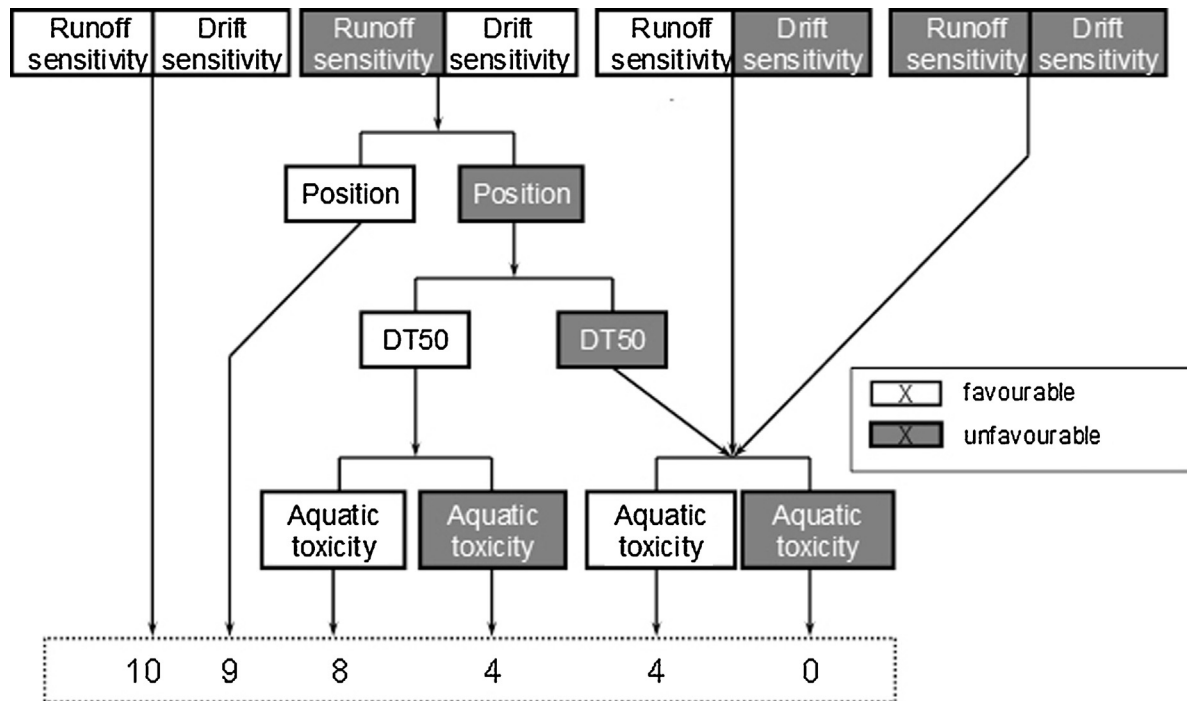 Runoff sensitivity
Drift sensitivity
Runoff sensitivity
Drift sensitivity
Runoff sensitivity
Drift sensitivity
Runoff sensitivity
Drift sensitivity
Position
Position
DT50
DT50
X favourable
X unfavourable
Aquatic toxicity
Aquatic toxicity
Aquatic toxicity
Aquatic toxicity
10 9 8 4 4 0